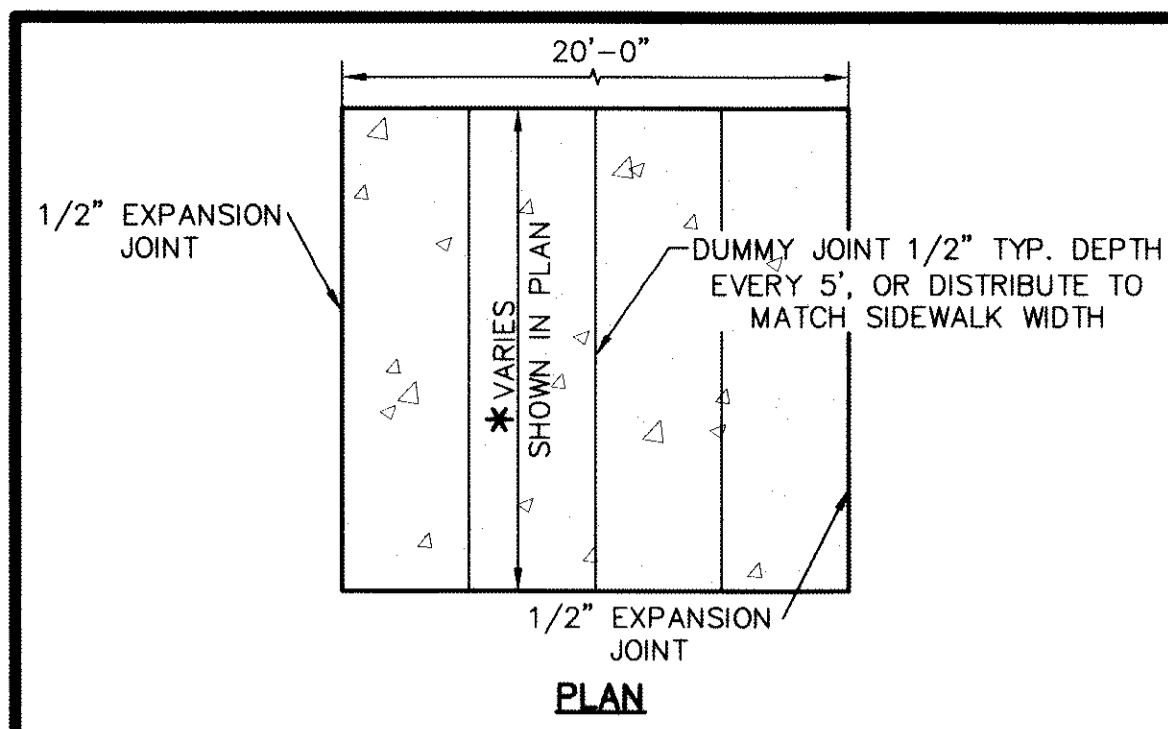 20'-0"
1/2" EXPANSION
JOINT
*VARIES
SHOWN IN PLAN
DUMMY JOINT 1/2" TYP. DEPTH
EVERY 5', OR DISTRIBUTE TO
MATCH SIDEWALK WIDTH
1/2" EXPANSION
JOINT
PLAN